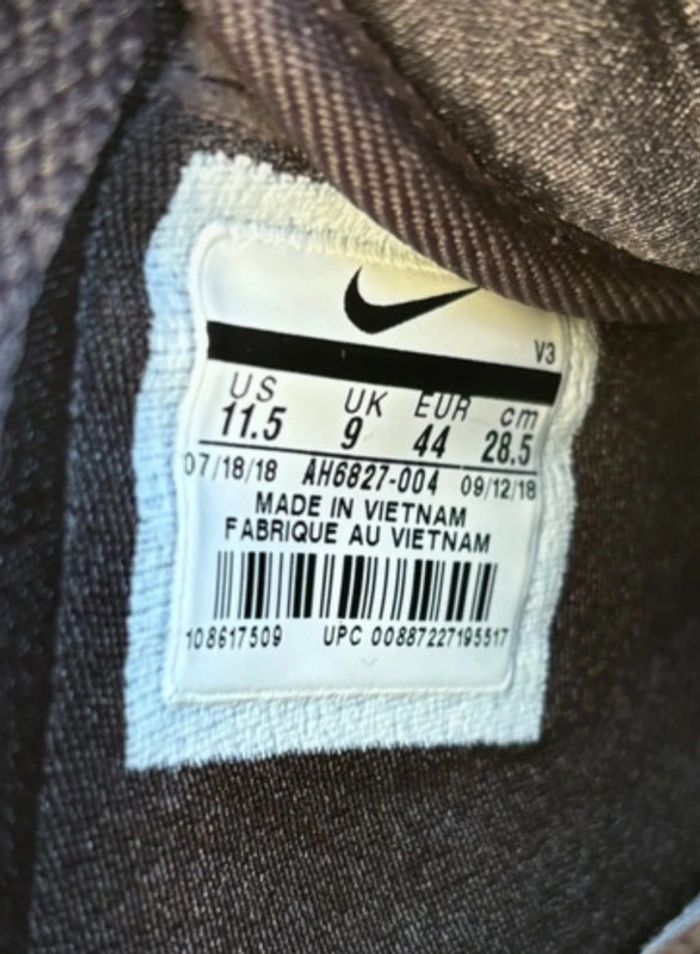 V3
US UK EUR cm
11.5 9 44 28.5
07/18/18 AH6827-004 09/12/18
MADE IN VIETNAM
FABRIQUE AU VIETNAM
108617509 UPC 00887227195517